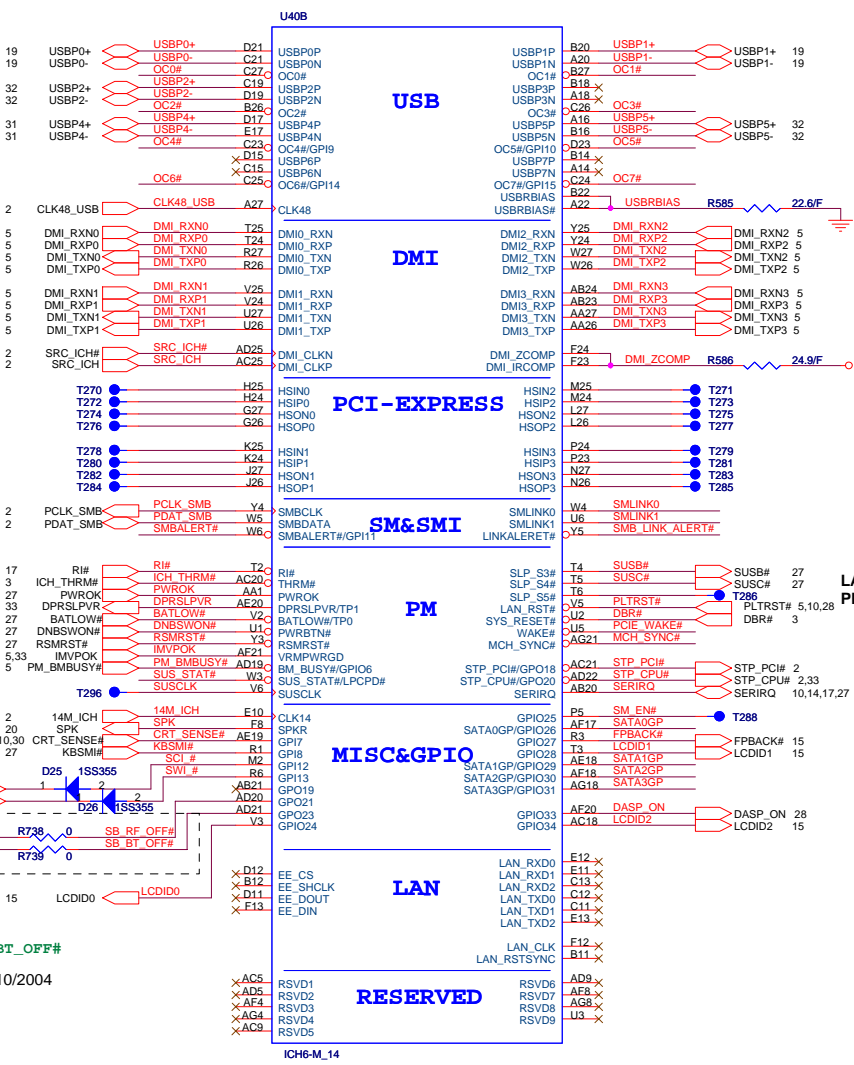 U40B
19 USBP0+ USBP0+ D21 USBP0P USBP1P B20 USBP1+ USBP1+ 19
19 USBP0- USBP0- C21 USBP0N USBP1N A20 USBP1- USBP1- 19
OC0# C27 OC0# OC1# B27 OC1#
32 USBP2+ USBP2+ C19 USBP2P USB USBP3P B18
32 USBP2- USBP2- D19 USBP2N USBP3N A18
OC2# B26 OC2# OC3# C26 OC3#
31 USBP4+ USBP4+ D17 USBP4P USBP5P A16 USBP5+ USBP5+ 32
31 USBP4- USBP4- E17 USBP4N USBP5N B16 USBP5- USBP5- 32
OC4# C23 OC4#/GPI9 OC5#/GPI10 D23 OC5#
D15 USBP6P USBP7P B14
C15 USBP6N USBP7N A14
OC6# C25 OC6#/GPI14 OC7#/GPI15 C24 OC7#
USBRBIAS B22
2 CLK48_USB CLK48_USB A27 CLK48 USBRBIAS# A22 USBRBIAS R585 22.6/F
5 DMI_RXN0 DMI_RXN0 T25 DMI0_RXN DMI2_RXN Y25 DMI_RXN2 DMI_RXN2 5
5 DMI_RXP0 DMI_RXP0 T24 DMI0_RXP DMI2_RXP Y24 DMI_RXP2 DMI_RXP2 5
5 DMI_TXN0 DMI_TXN0 R27 DMI0_TXN DMI DMI2_TXN W27 DMI_TXN2 DMI_TXN2 5
5 DMI_TXP0 DMI_TXP0 R26 DMI0_TXP DMI2_TXP W26 DMI_TXP2 DMI_TXP2 5
5 DMI_RXN1 DMI_RXN1 V25 DMI1_RXN DMI3_RXN AB24 DMI_RXN3 DMI_RXN3 5
5 DMI_RXP1 DMI_RXP1 V24 DMI1_RXP DMI3_RXP AB23 DMI_RXP3 DMI_RXP3 5
5 DMI_TXN1 DMI_TXN1 U27 DMI1_TXN DMI3_TXN AA27 DMI_TXN3 DMI_TXN3 5
5 DMI_TXP1 DMI_TXP1 U26 DMI1_TXP DMI3_TXP AA26 DMI_TXP3 DMI_TXP3 5
2 SRC_ICH# SRC_ICH# AD25 DMI_CLKN DMI_ZCOMP F24
2 SRC_ICH SRC_ICH AC25 DMI_CLKP DMI_IRCOMP F23 DMI_ZCOMP R586 24.9/F
T270 H25 HSIN0 HSIN2 M25 T271
T272 H24 HSIP0 PCI-EXPRESS HSIP2 M24 T273
T274 G27 HSON0 HSON2 L27 T275
T276 G26 HSOP0 HSOP2 L26 T277
T278 K25 HSIN1 HSIN3 P24 T279
T280 K24 HSIP1 HSIP3 P23 T281
T282 J27 HSON1 HSON3 N27 T283
T284 J26 HSOP1 HSOP3 N26 T285
2 PCLK_SMB PCLK_SMB Y4 SMBCLK SMLINK0 W4 SMLINK0
2 PDAT_SMB PDAT_SMB W5 SMBDATA SM&SMI SMLINK1 U6 SMLINK1
SMBALERT# W6 SMBALERT#/GPI11 LINKALERET# Y5 SMB_LINK_ALERT#
17 RI# RI# T2 RI# SLP_S3# T4 SUSB# SUSB# 27
3 ICH_THRM# ICH_THRM# AC20 THRM# SLP_S4# T5 SUSC# SUSC# 27
27 PWROK PWROK AA1 PWROK SLP_S5# T6 T286
33 DPRSLPVR DPRSLPVR AE20 DPRSLPVR/TP1 PM LAN_RST# V5 PLTRST# PLTRST# 5,10,28
27 BATLOW# BATLOW# V2 BATLOW#/TP0 SYS_RESET# U2 DBR# DBR# 3
27 DNBSWON# DNBSWON# U1 PWRBTN# WAKE# U5 PCIE_WAKE#
27 RSMRST# RSMRST# Y3 RSMRST# MCH_SYNC# AG21 MCH_SYNC#
5,33 IMVPOK IMVPOK AF21 VRMPWRGD
5 PM_BMBUSY# PM_BMBUSY# AD19 BM_BUSY#/GPIO6 STP_PCI#/GPO18 AC21 STP_PCI# STP_PCI# 2
SUS_STAT# W3 SUS_STAT#/LPCPD# STP_CPU#/GPO20 AD22 STP_CPU# STP_CPU# 2,33
T296 SUSCLK V6 SUSCLK SERIRQ AB20 SERIRQ SERIRQ 10,14,17,27
2 14M_ICH 14M_ICH E10 CLK14 GPIO25 P5 SM_EN# T288
20 SPK SPK F8 SPKR SATA0GP/GPIO26 AF17 SATA0GP
10,30 CRT_SENSE# CRT_SENSE# AE19 GPI7 GPIO27 R3 FPBACK# FPBACK# 15
27 KBSMI# KBSMI# R1 GPI8 MISC&GPIO GPIO28 T3 LCDID1 LCDID1 15
SCI_# M2 GPI12 SATA1GP/GPIO29 AE18 SATA1GP
D25 1SS355 1 2 SWI_# R6 GPI13 SATA2GP/GPIO30 AF18 SATA2GP
AB21 GPO19 SATA3GP/GPIO31 AG18 SATA3GP
D26 1SS355 1 2 AD20 GPO21
AD21 GPO23 GPIO33 AF20 DASP_ON DASP_ON 28
R738 0 SB_RF_OFF# V3 GPIO24 GPIO34 AC18 LCDID2 LCDID2 15
R739 0 SB_BT_OFF#
LAN_RXD0 E12
D12 EE_CS LAN_RXD1 E11
B12 EE_SHCLK LAN LAN_RXD2 C13
15 LCDID0 LCDID0 D11 EE_DOUT LAN_TXD0 C12
F13 EE_DIN LAN_TXD1 C11
LAN_TXD2 E13
BT_OFF# LAN_CLK F12
LAN_RSTSYNC B11
10/2004
AC5 RSVD1 RSVD6 AD9
AD5 RSVD2 RESERVED RSVD7 AF8
AF4 RSVD3 RSVD8 AG8
AG4 RSVD4 RSVD9 U3
AC9 RSVD5
ICH6-M_14